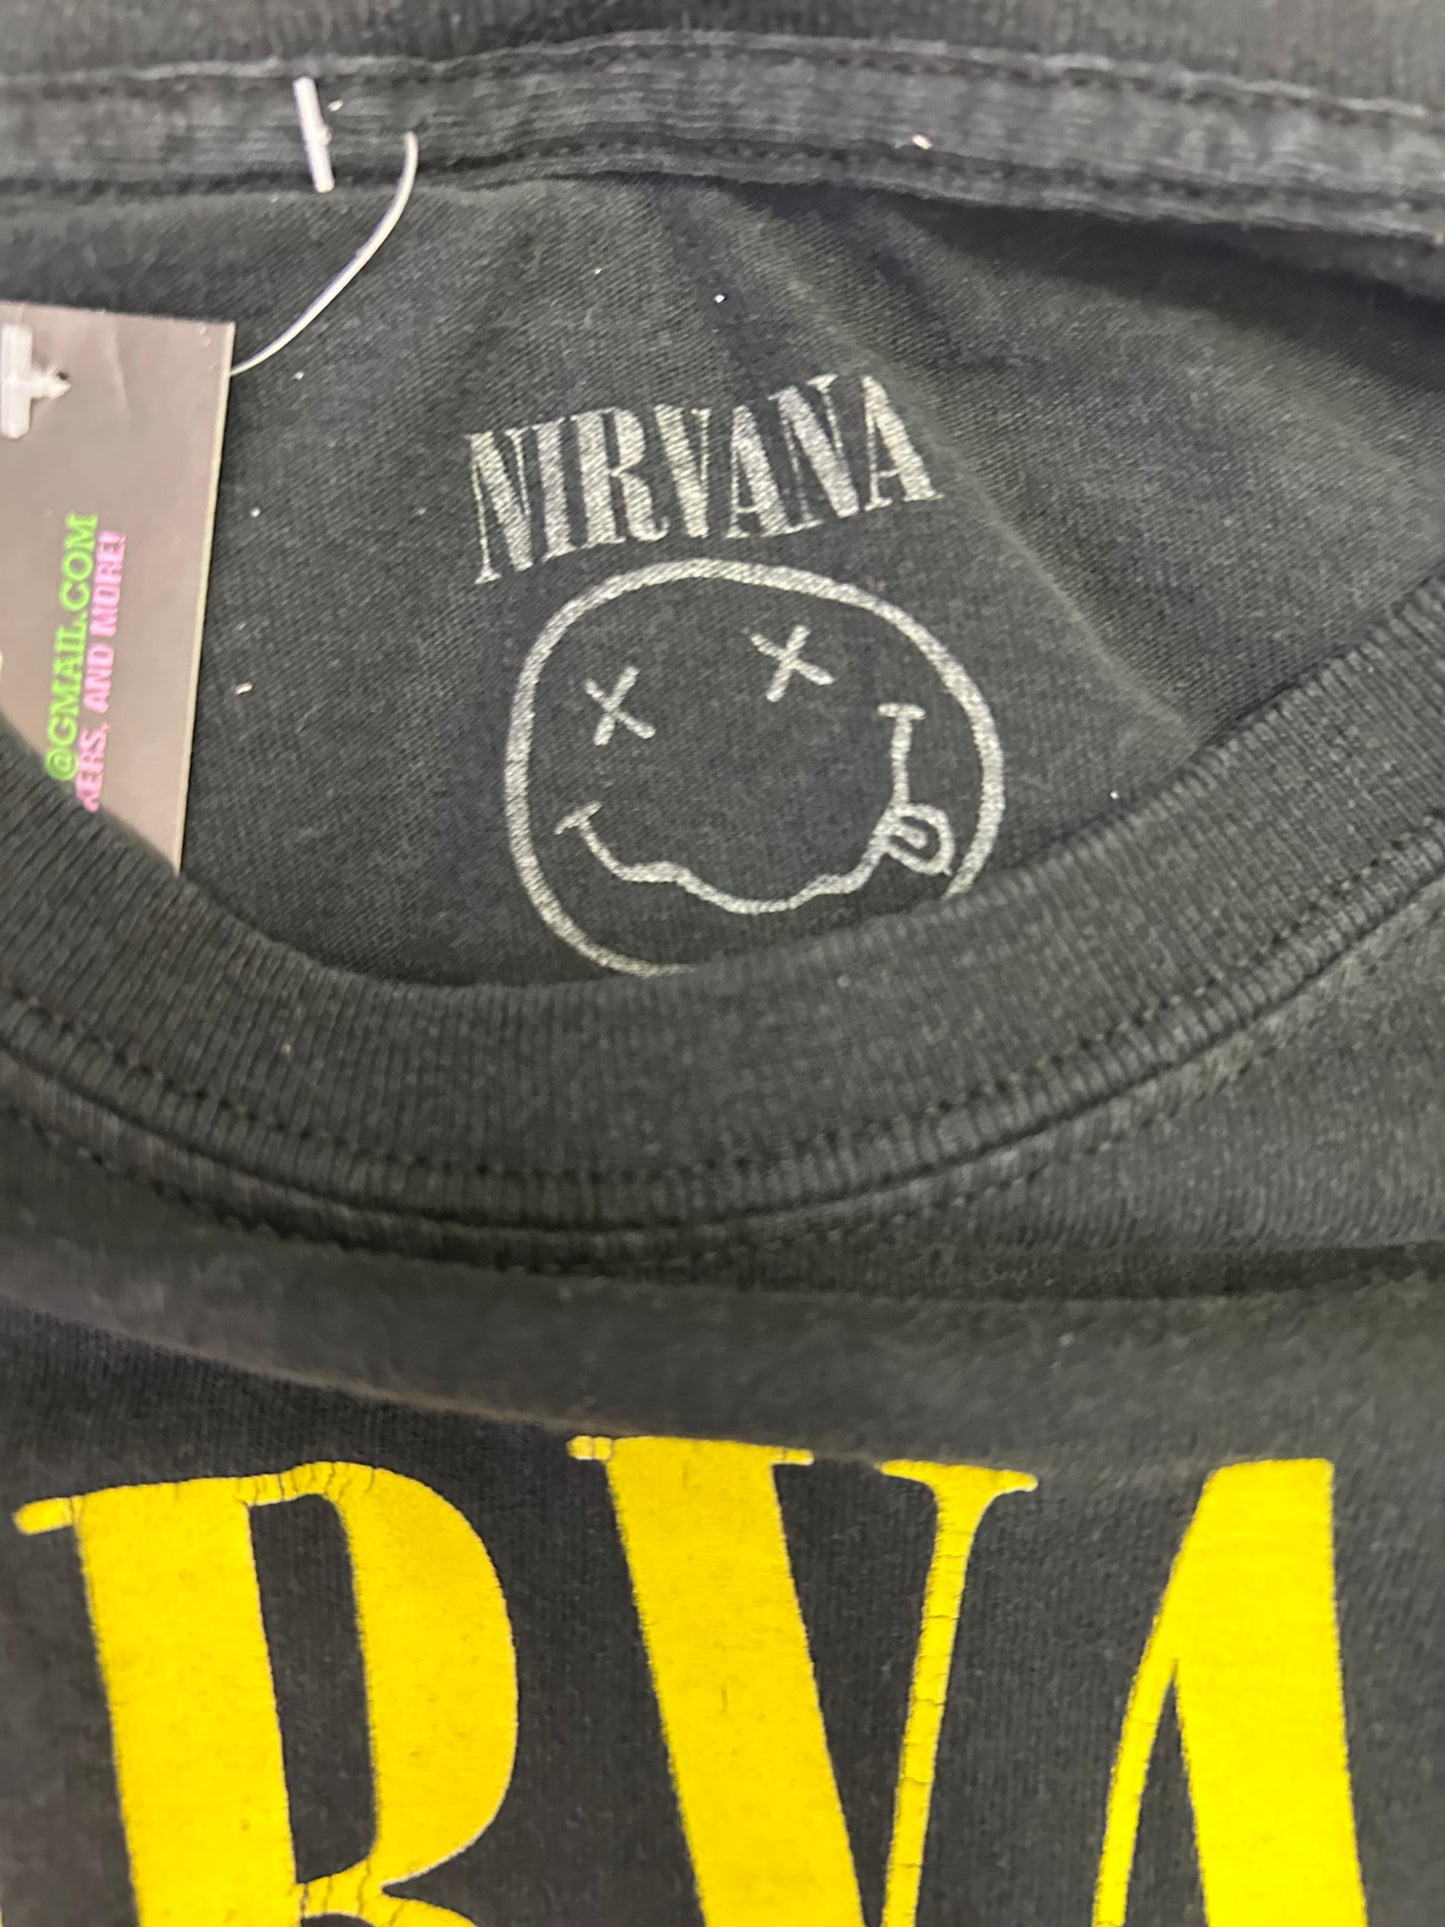 NIRVANA
@GMAIL.COM
KERS, AND MORE!
RVA